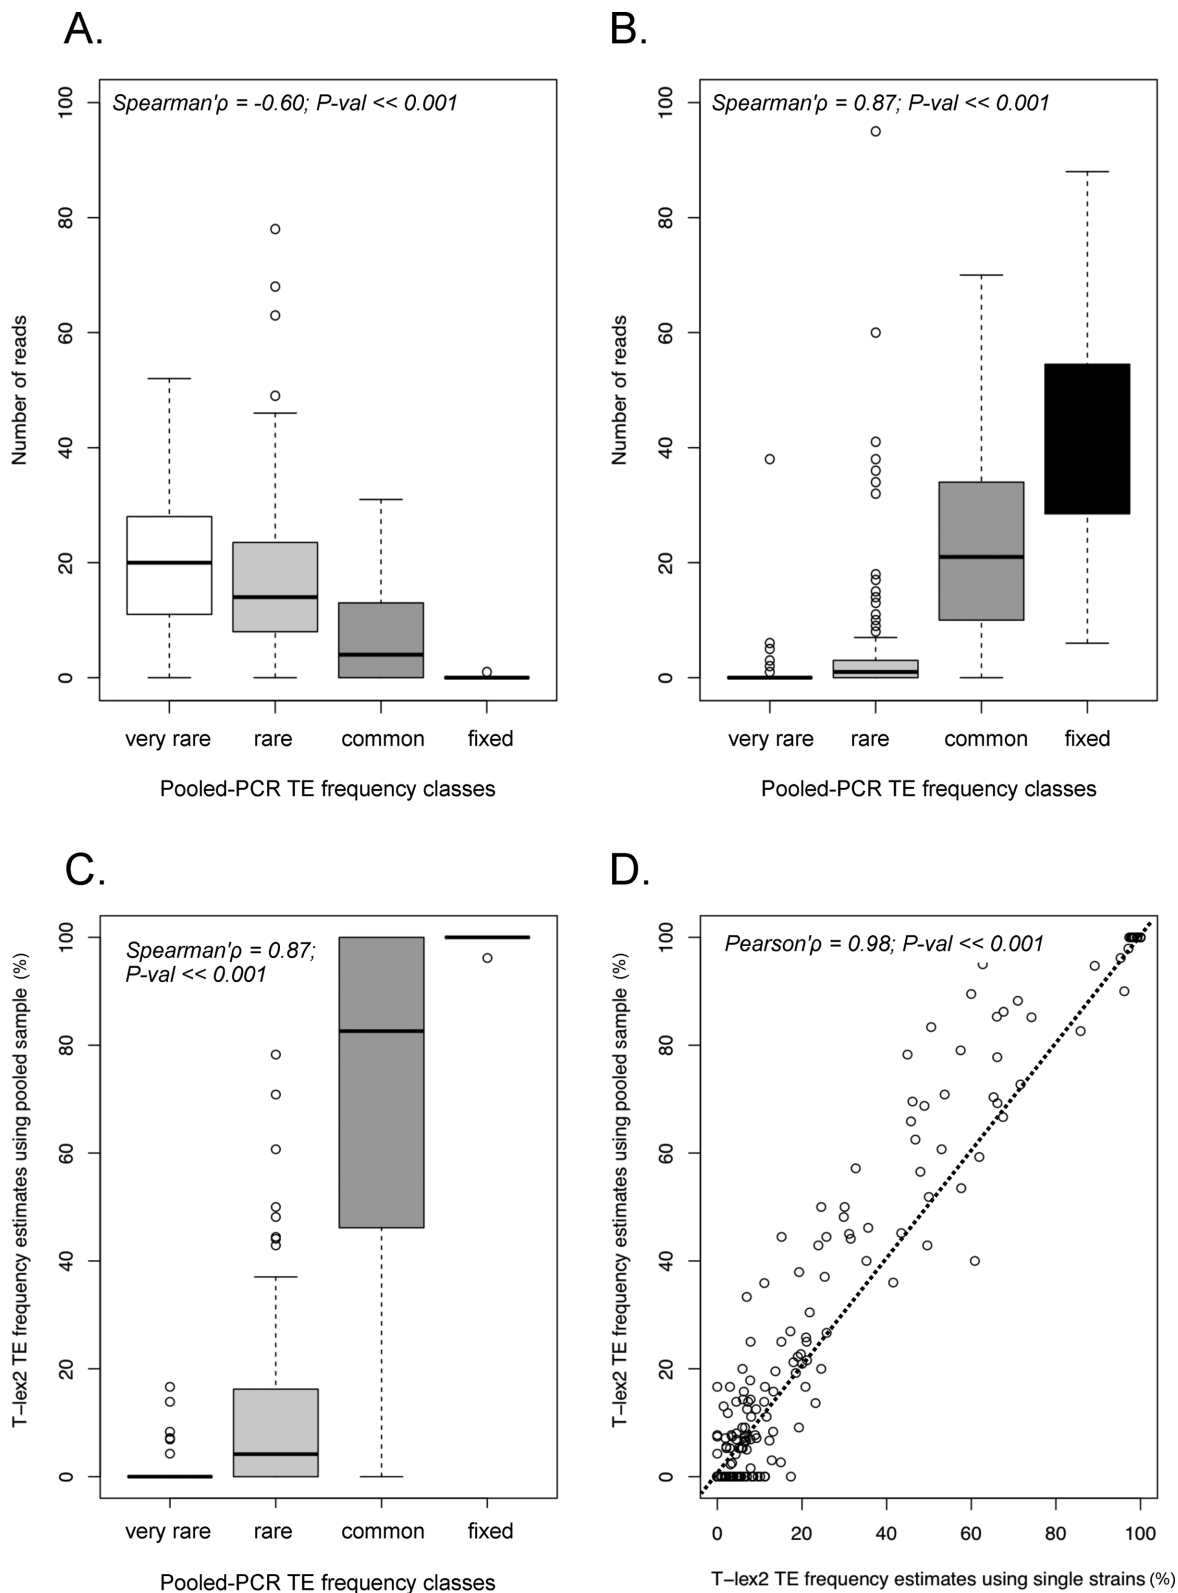 A.
Spearman'ρ = -0.60; P-val << 0.001
Number of reads
100
80
60
40
20
0
very rare rare common fixed
Pooled-PCR TE frequency classes
B.
Spearman'ρ = 0.87; P-val << 0.001
Number of reads
100
80
60
40
20
0
very rare rare common fixed
Pooled-PCR TE frequency classes
C.
Spearman'ρ = 0.87;
P-val << 0.001
T-lex2 TE frequency estimates using pooled sample (%)
100
80
60
40
20
0
very rare rare common fixed
Pooled-PCR TE frequency classes
D.
Pearson'ρ = 0.98; P-val << 0.001
T-lex2 TE frequency estimates using pooled sample (%)
100
80
60
40
20
0
0 20 40 60 80 100
T-lex2 TE frequency estimates using single strains (%)